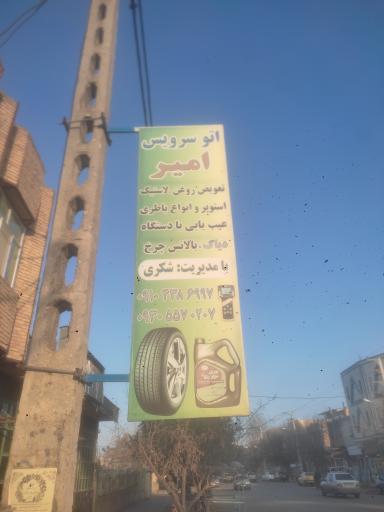 اتو سرویس
امیر
تعویض روغن لاستیک
استوپر و انواع باطری
عیب یابی با دستگاه
دیاگ ، بالانس چرخ
با مدیریت: شکری
۰۹۱۰ ۲۳۸ ۶۹۹۷
۰۹۳۰ ۵۵۷ ۰۲۰۷